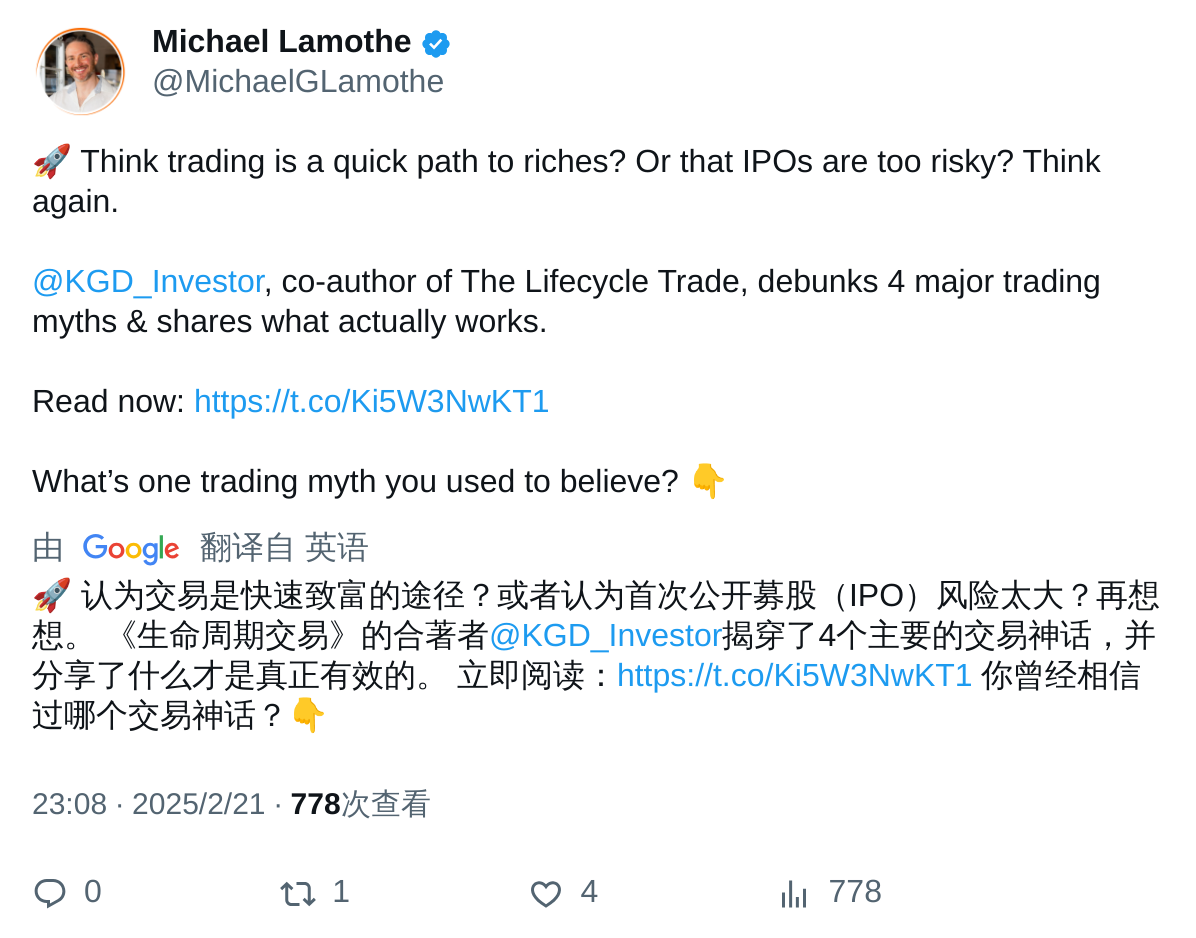 Michael Lamothe
@MichaelGLamothe
🚀 Think trading is a quick path to riches? Or that IPOs are too risky? Think
again.
@KGD_Investor, co-author of The Lifecycle Trade, debunks 4 major trading
myths & shares what actually works.
Read now: https://t.co/Ki5W3NwKT1
What’s one trading myth you used to believe? 👇
由 Google 翻译自 英语
🚀 认为交易是快速致富的途径？或者认为首次公开募股（IPO）风险太大？再想
想。 《生命周期交易》的合著者@KGD_Investor揭穿了4个主要的交易神话，并
分享了什么才是真正有效的。 立即阅读：https://t.co/Ki5W3NwKT1 你曾经相信
过哪个交易神话？👇
23:08 · 2025/2/21 · 778次查看
0 1 4 778